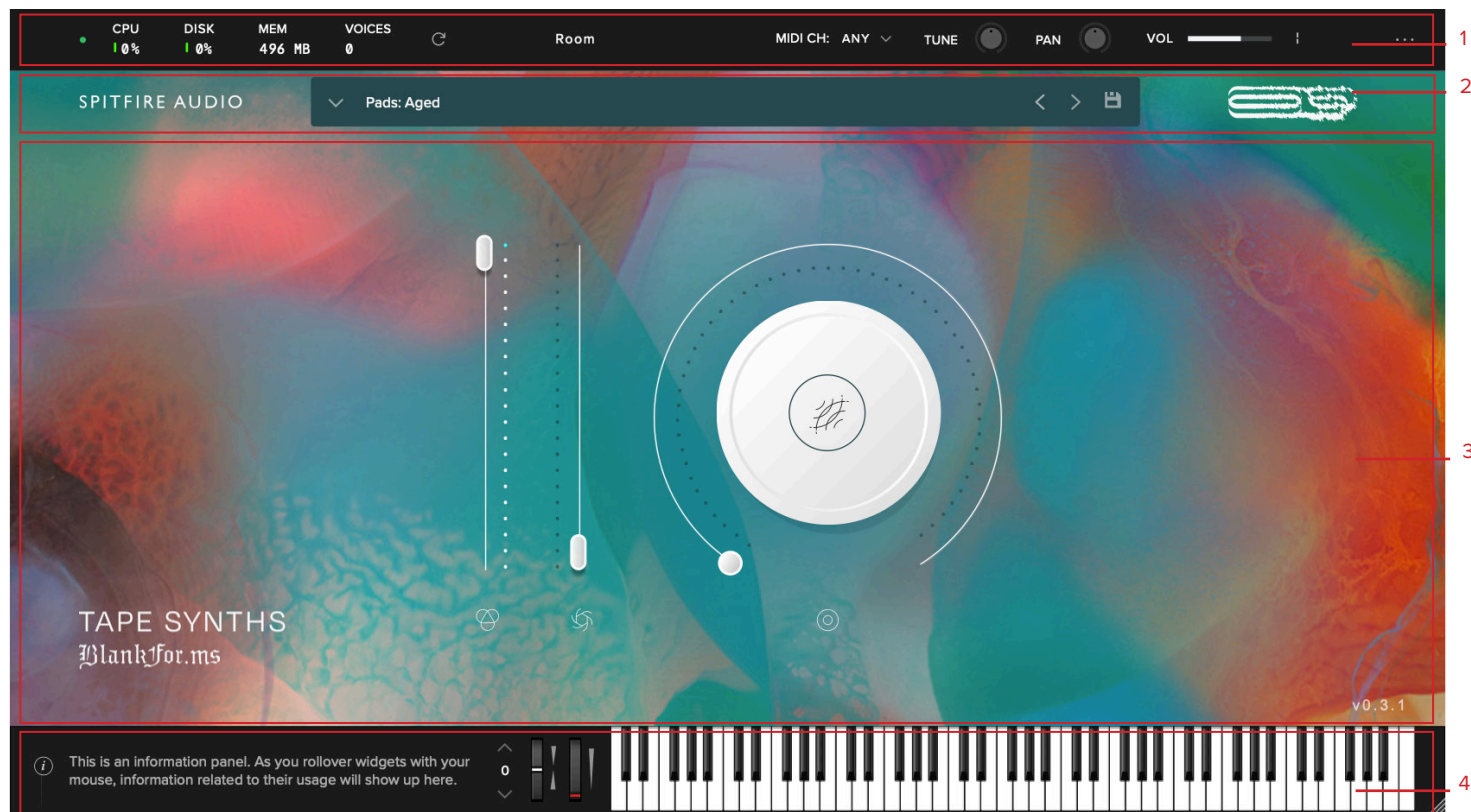 CPU DISK MEM VOICES
0% 0% 496 MB 0
Room
MIDI CH: ANY TUNE PAN VOL
1
SPITFIRE AUDIO
Pads: Aged
2
3
TAPE SYNTHS
BlankFor.ms
v0.3.1
This is an information panel. As you rollover widgets with your
mouse, information related to their usage will show up here.
0
4